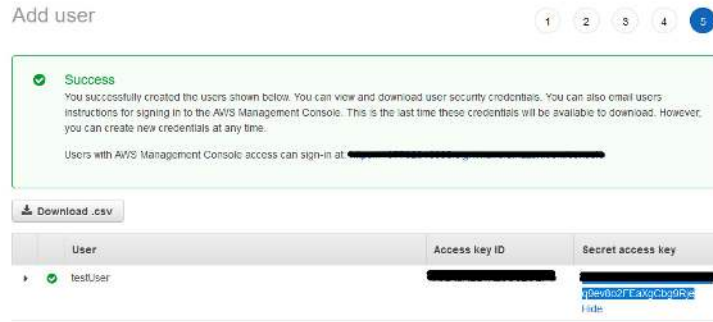 Add user
1 2 3 4 5
Success
You successfully created the users shown below. You can view and download user security credentials. You can also email users
instructions for signing in to the AWS Management Console. This is the last time these credentials will be available to download. However,
you can create new credentials at any time.
Users with AWS Management Console access can sign-in at:
Download .csv
User Access key ID Secret access key
testUser
Hide